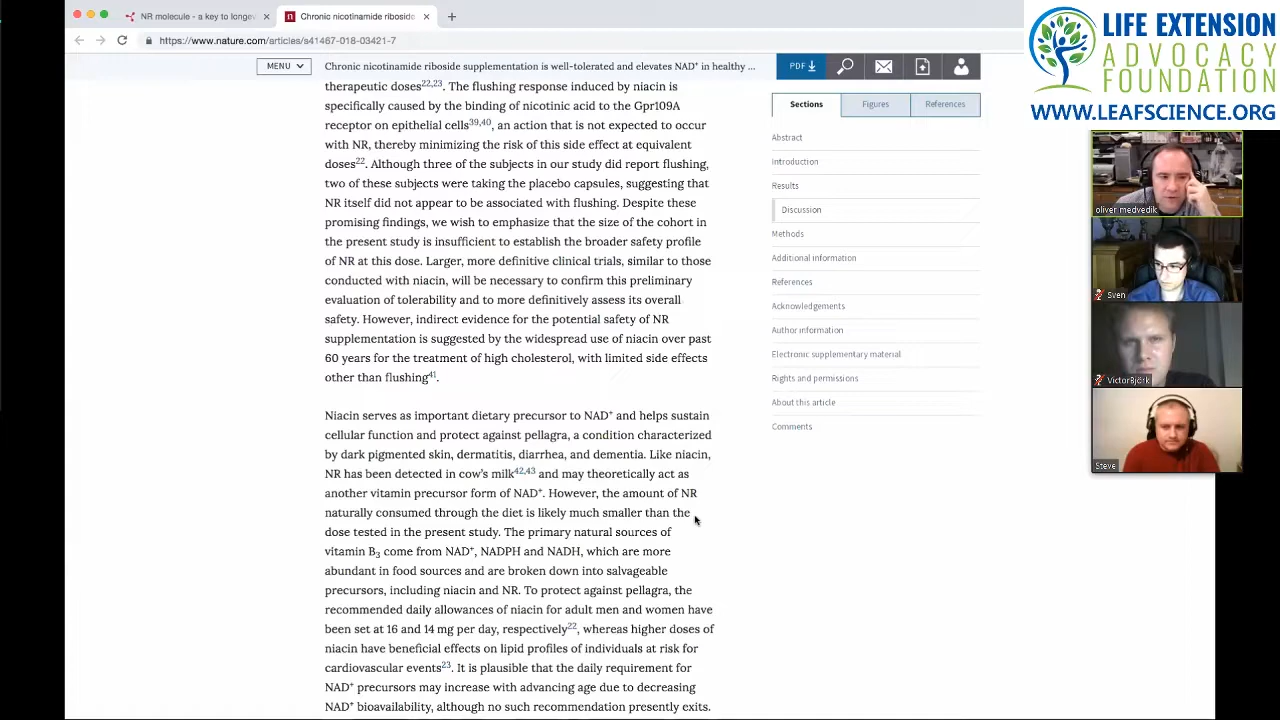 NR molecule - a key to longev
Chronic nicotinamide riboside
https://www.nature.com/articles/s41467-018-03421-7
MENU
Chronic nicotinamide riboside supplementation is well-tolerated and elevates NAD⁺ in healthy ...
PDF
therapeutic doses22,23. The flushing response induced by niacin is
specifically caused by the binding of nicotinic acid to the Gpr109A
receptor on epithelial cells39,40, an action that is not expected to occur
with NR, thereby minimizing the risk of this side effect at equivalent
doses22. Although three of the subjects in our study did report flushing,
two of these subjects were taking the placebo capsules, suggesting that
NR itself did not appear to be associated with flushing. Despite these
promising findings, we wish to emphasize that the size of the cohort in
the present study is insufficient to establish the broader safety profile
of NR at this dose. Larger, more definitive clinical trials, similar to those
conducted with niacin, will be necessary to confirm this preliminary
evaluation of tolerability and to more definitively assess its overall
safety. However, indirect evidence for the potential safety of NR
supplementation is suggested by the widespread use of niacin over past
60 years for the treatment of high cholesterol, with limited side effects
other than flushing41
Niacin serves as important dietary precursor to NAD⁺ and helps sustain
cellular function and protect against pellagra, a condition characterized
by dark pigmented skin, dermatitis, diarrhea, and dementia. Like niacin,
NR has been detected in cow's milk42,43 and may theoretically act as
another vitamin precursor form of NAD⁺. However, the amount of NR
naturally consumed through the diet is likely much smaller than the
dose tested in the present study. The primary natural sources of
vitamin B3 come from NAD⁺, NADPH and NADH, which are more
abundant in food sources and are broken down into salvageable
precursors, including niacin and NR. To protect against pellagra, the
recommended daily allowances of niacin for adult men and women have
been set at 16 and 14 mg per day, respectively22, whereas higher doses of
niacin have beneficial effects on lipid profiles of individuals at risk for
cardiovascular events23. It is plausible that the daily requirement for
NAD⁺ precursors may increase with advancing age due to decreasing
NAD⁺ bioavailability, although no such recommendation presently exists.
Sections
Figures
References
Abstract
Introduction
Results
Discussion
Methods
Additional information
References
Acknowledgements
Author information
Electronic supplementary material
Rights and permissions
About this article
Comments
LIFE EXTENSION
ADVOCACY
FOUNDATION
WWW.LEAFSCIENCE.ORG
oliver medvedik
Sven
VictorBjörk
Steve